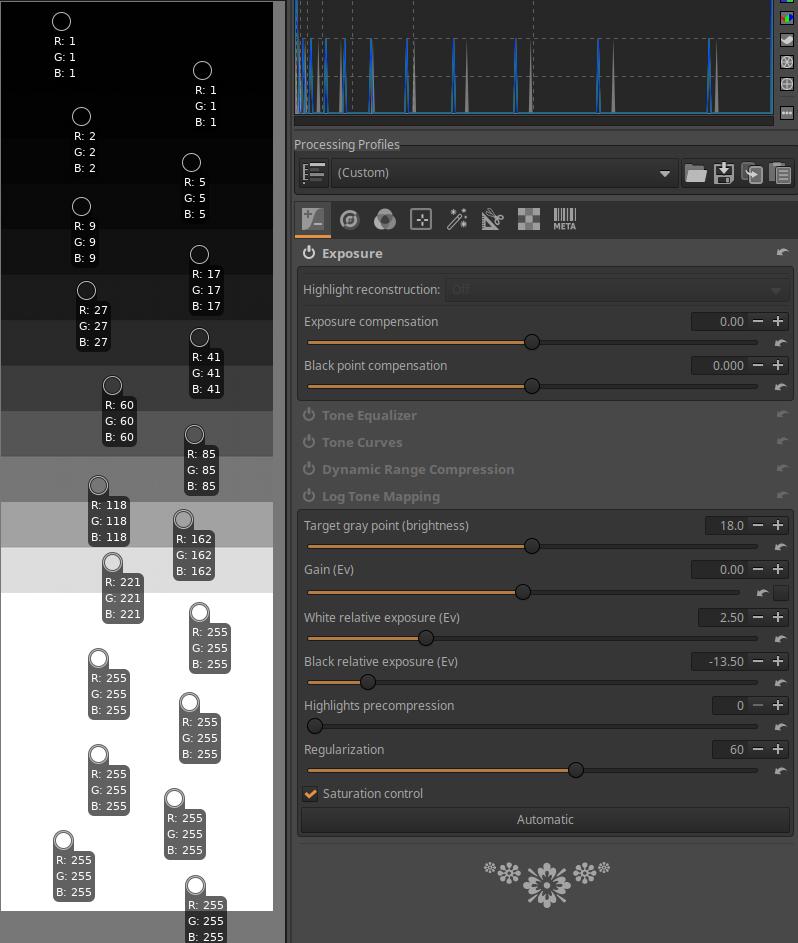 R: 1
G: 1
B: 1
R: 1
G: 1
B: 1
R: 2
G: 2
B: 2
R: 5
G: 5
B: 5
R: 9
G: 9
B: 9
R: 17
G: 17
B: 17
R: 27
G: 27
B: 27
R: 41
G: 41
B: 41
R: 60
G: 60
B: 60
R: 85
G: 85
B: 85
R: 118
G: 118
B: 118
R: 162
G: 162
B: 162
R: 221
G: 221
B: 221
R: 255
G: 255
B: 255
R: 255
G: 255
B: 255
R: 255
G: 255
B: 255
R: 255
G: 255
B: 255
R: 255
G: 255
B: 255
R: 255
G: 255
B: 255
R: 255
G: 255
B: 255
Processing Profiles
(Custom)
META
Exposure
Highlight reconstruction: Off
Exposure compensation 0.00
Black point compensation 0.000
Tone Equalizer
Tone Curves
Dynamic Range Compression
Log Tone Mapping
Target gray point (brightness) 18.0
Gain (Ev) 0.00
White relative exposure (Ev) 2.50
Black relative exposure (Ev) -13.50
Highlights precompression 0
Regularization 60
Saturation control
Automatic